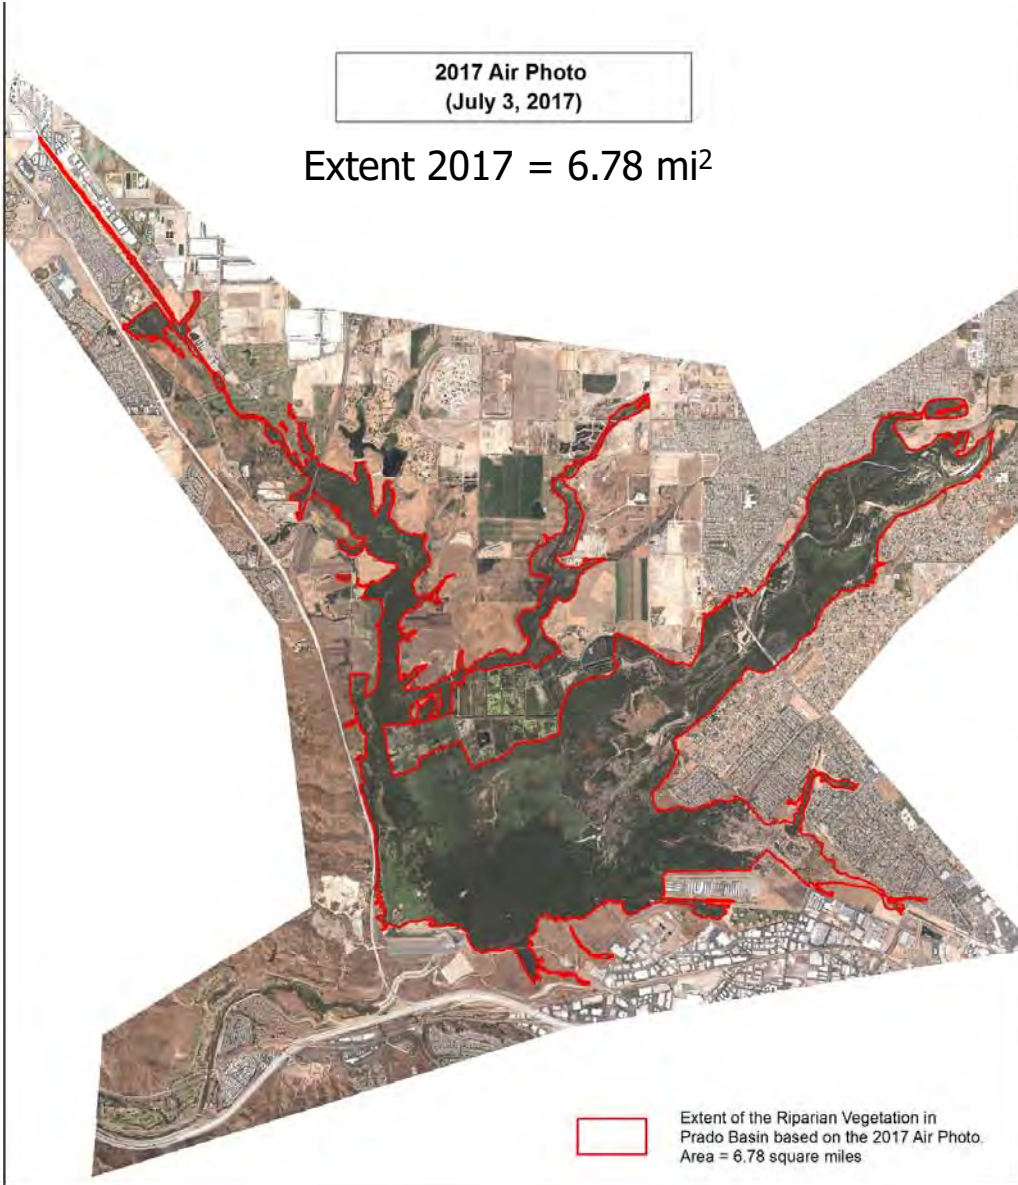 2017 Air Photo
(July 3, 2017)
Extent 2017 = 6.78 mi²
Extent of the Riparian Vegetation in
Prado Basin based on the 2017 Air Photo.
Area = 6.78 square miles